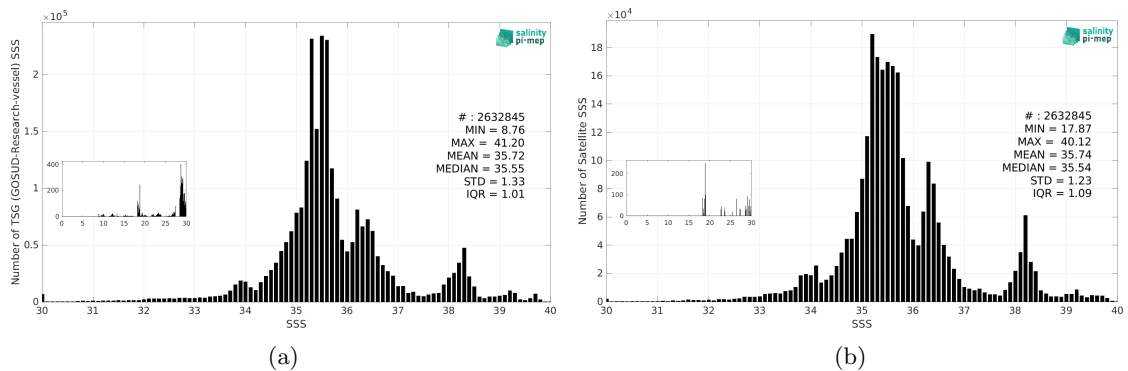 ×10⁵
salinity
pi-mep
Number of TSG (GOSUD-Research-vessel) SSS
2
1.5
1
0.5
0
# : 2632845
MIN = 8.76
MAX = 41.20
MEAN = 35.72
MEDIAN = 35.55
STD = 1.33
IQR = 1.01
400
200
0
0 5 10 15 20 25 30
30 31 32 33 34 35 36 37 38 39 40
SSS
(a)
×10⁴
salinity
pi-mep
Number of Satellite SSS
18
16
14
12
10
8
6
4
2
0
# : 2632845
MIN = 17.87
MAX = 40.12
MEAN = 35.74
MEDIAN = 35.54
STD = 1.23
IQR = 1.09
200
100
0
0 5 10 15 20 25 30
30 31 32 33 34 35 36 37 38 39 40
SSS
(b)